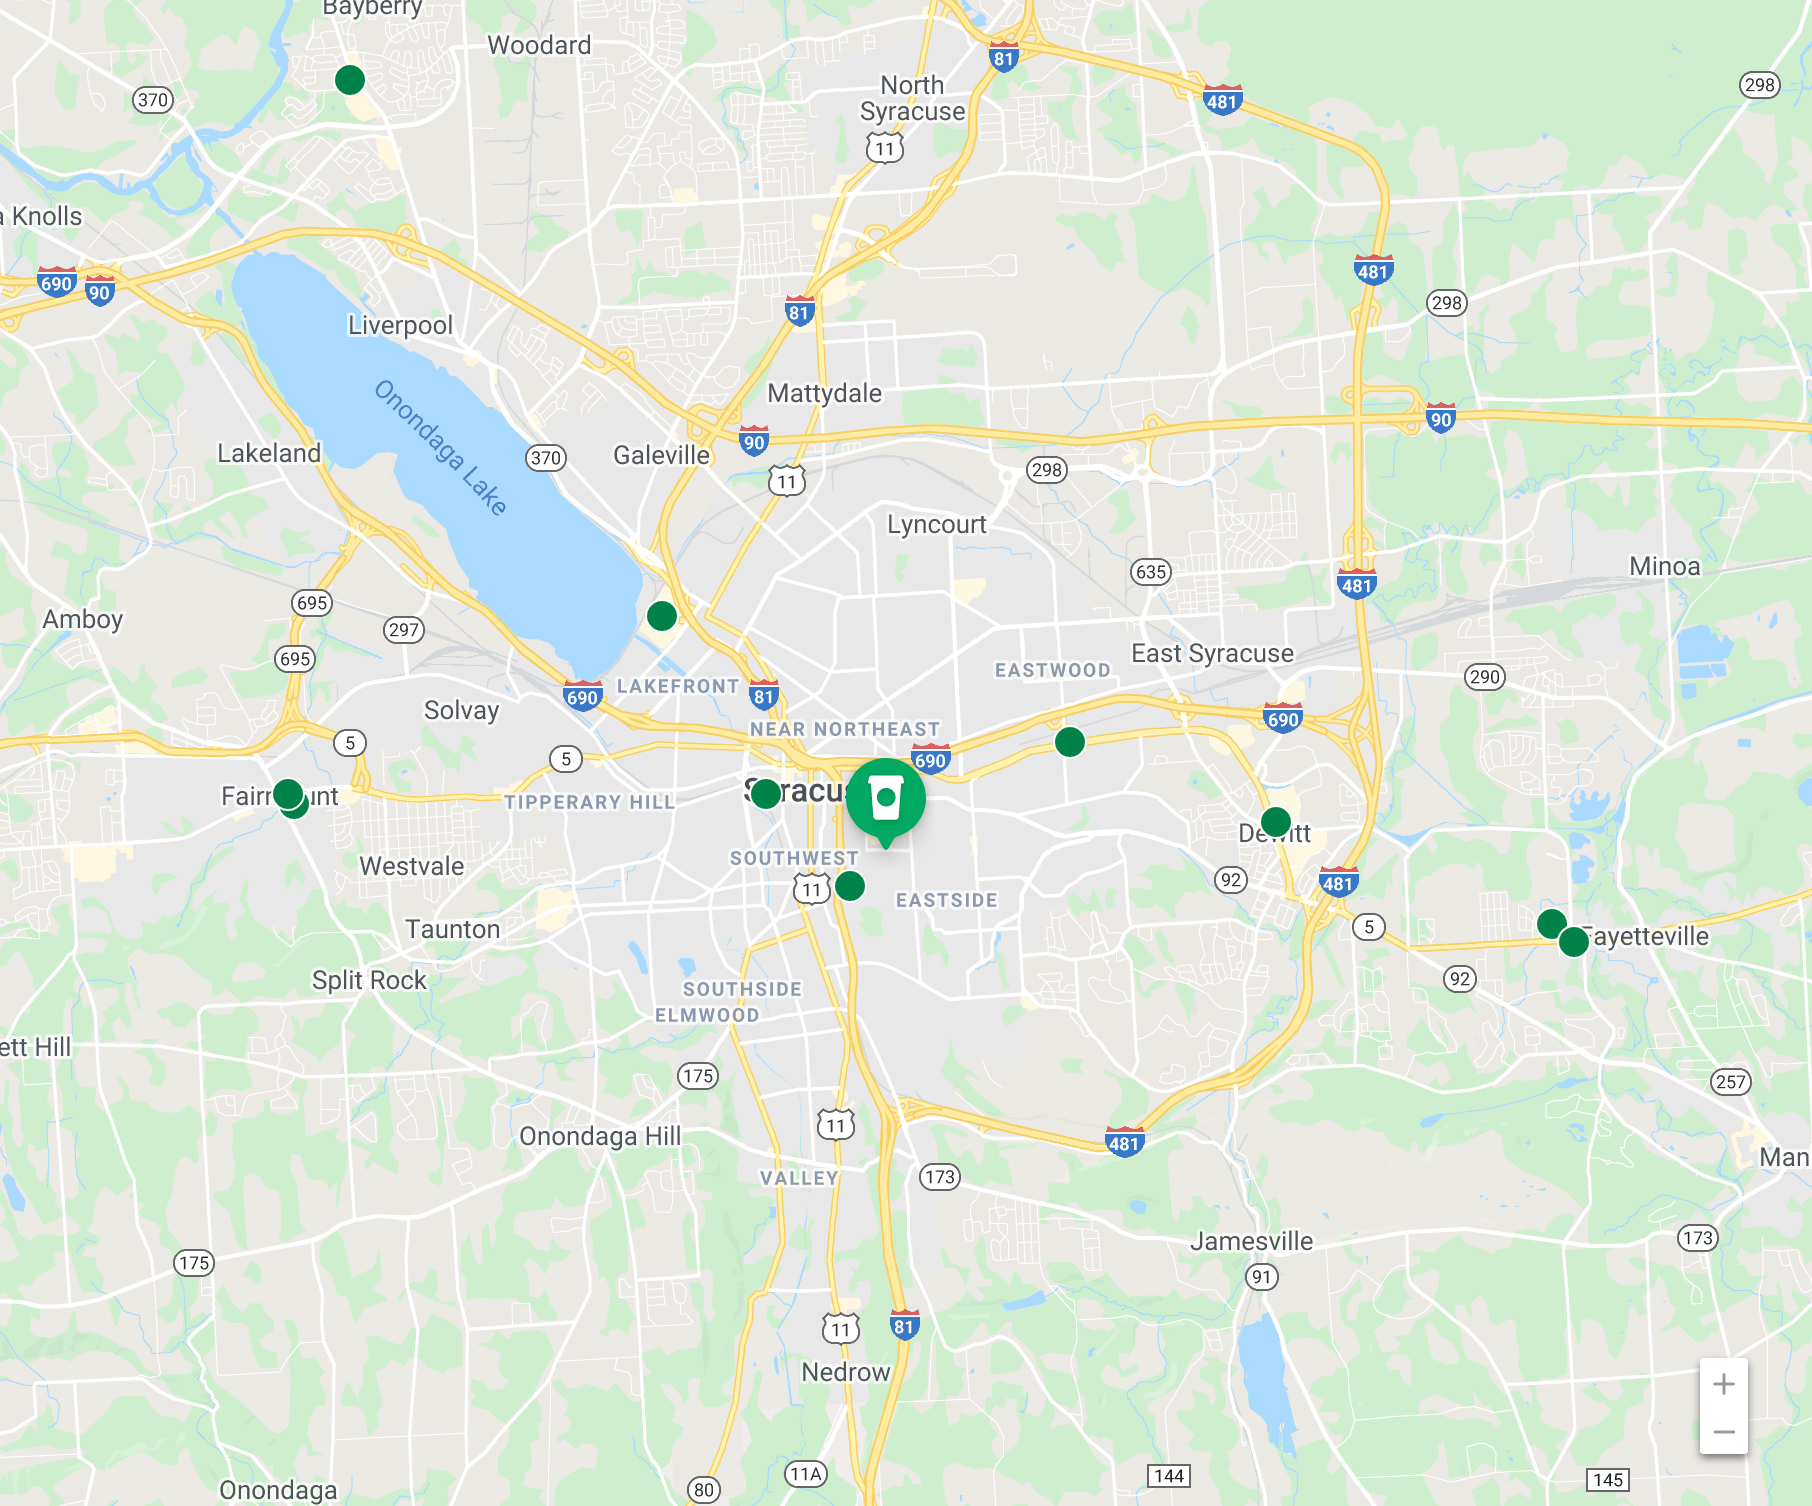 Bayberry
Woodard
81
North
Syracuse
370
481
298
11
a Knolls
690
90
481
298
81
Liverpool
Mattydale
Onondaga Lake
90
90
Lakeland
370
Galeville
298
11
Lyncourt
635
Minoa
481
695
Amboy
297
695
East Syracuse
EASTWOOD
290
LAKEFRONT
690
81
Solvay
690
NEAR NORTHEAST
5
5
690
Fairmount
TIPPERARY HILL
Syracuse
Dewitt
SOUTHWEST
Westvale
92
481
11
EASTSIDE
Taunton
5
Fayetteville
Split Rock
92
SOUTHSIDE
ELMWOOD
ett Hill
175
257
11
Onondaga Hill
481
Man
VALLEY
173
Jamesville
173
175
91
11
81
Nedrow
+
−
11A
144
145
Onondaga
80